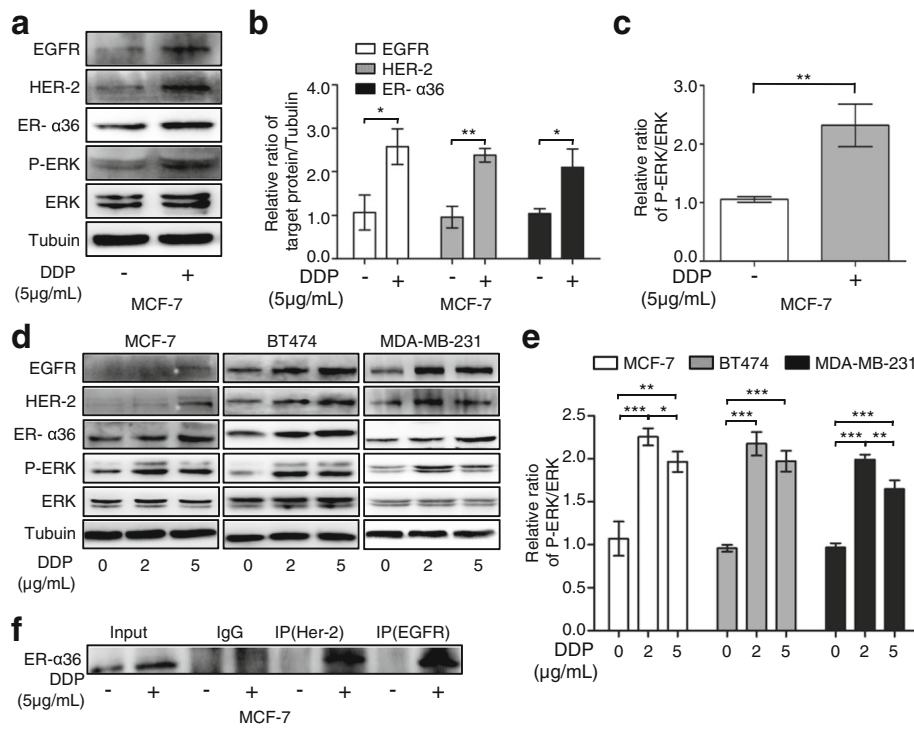 a
EGFR
HER-2
ER- α36
P-ERK
ERK
Tubuin
DDP - +
(5μg/mL)
MCF-7
b
EGFR
HER-2
ER- α36
Relative ratio of
target protein/Tubulin
4.0
3.0
2.0
1.0
0.0
* ** *
DDP - + - + - +
(5μg/mL)
MCF-7
c
Relative ratio
of P-ERK/ERK
3.0
2.0
1.0
0.0
**
DDP - +
(5μg/mL)
MCF-7
d
MCF-7 BT474 MDA-MB-231
EGFR
HER-2
ER- α36
P-ERK
ERK
Tubuin
DDP 0 2 5 0 2 5 0 2 5
(μg/mL)
e
MCF-7 BT474 MDA-MB-231
Relative ratio
of P-ERK/ERK
2.5
2.0
1.5
1.0
0.5
0.0
** *** *
*** ***
*** *** **
DDP 0 2 5 0 2 5 0 2 5
(μg/mL)
f
Input IgG IP(Her-2) IP(EGFR)
ER-α36
DDP - + - + - + - +
(5μg/mL)
MCF-7